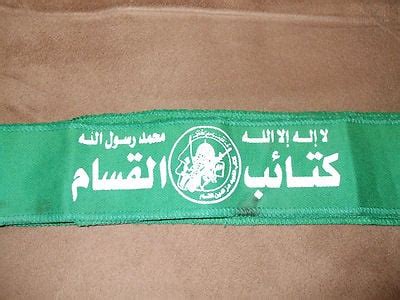 لا إله إلا الله محمد رسول الله
كتائب القسام